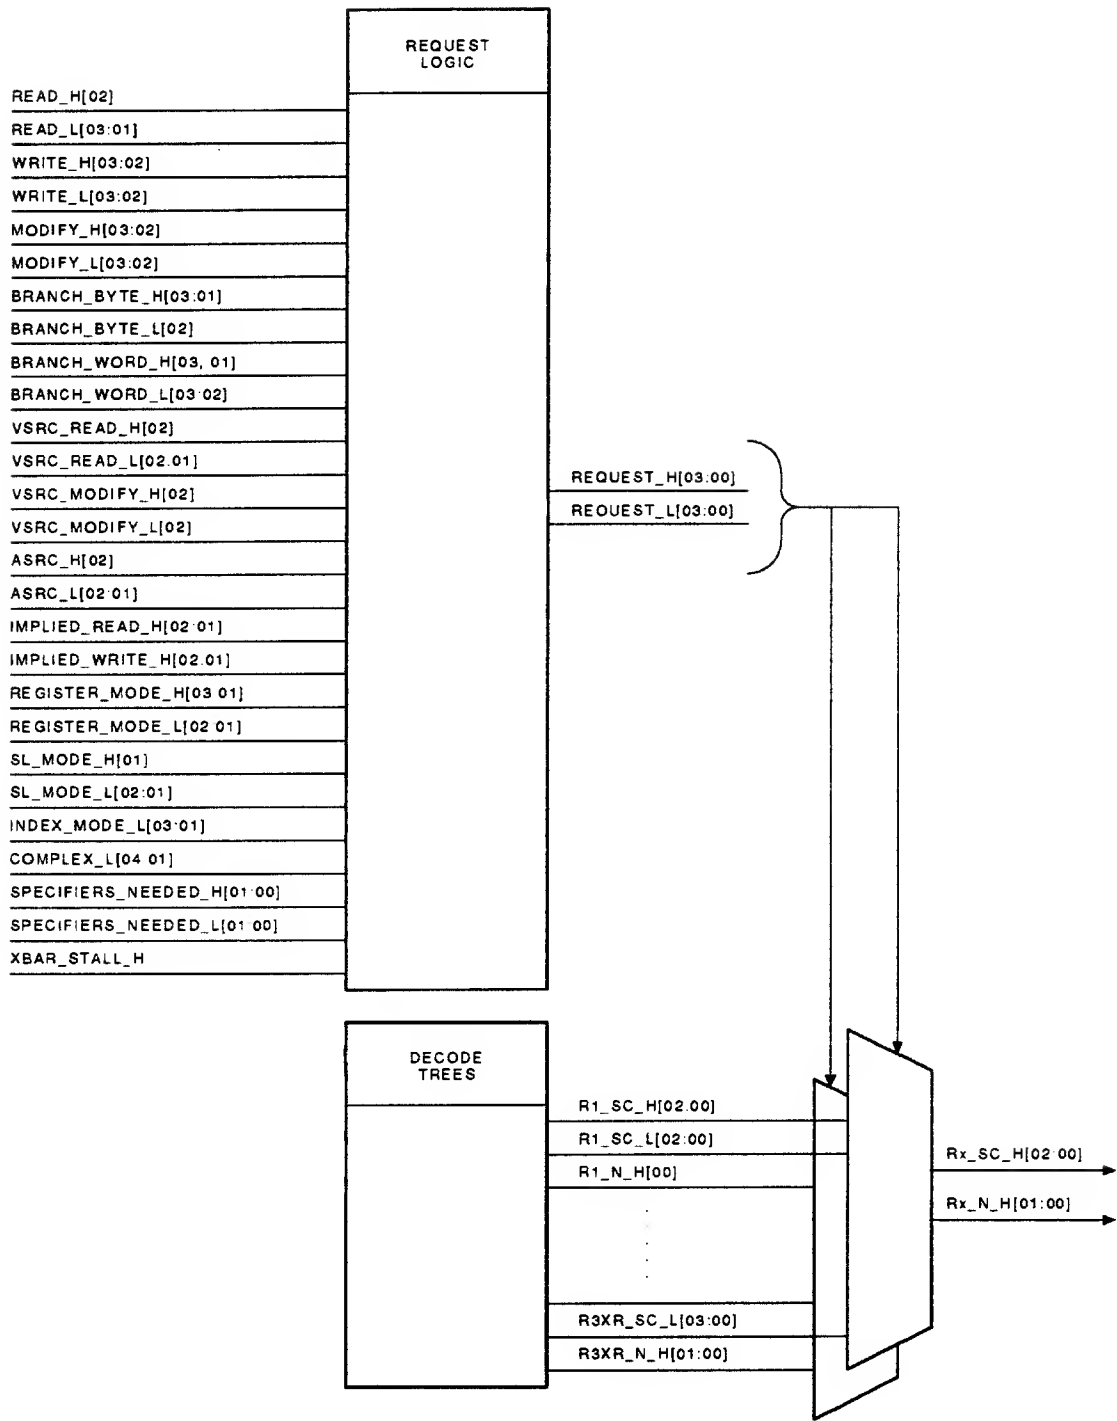 REQUEST
LOGIC
READ_H[02]
READ_L[03:01]
WRITE_H[03:02]
WRITE_L[03:02]
MODIFY_H[03:02]
MODIFY_L[03:02]
BRANCH_BYTE_H[03:01]
BRANCH_BYTE_L[02]
BRANCH_WORD_H[03, 01]
BRANCH_WORD_L[03:02]
VSRC_READ_H[02]
VSRC_READ_L[02.01]
VSRC_MODIFY_H[02]
VSRC_MODIFY_L[02]
ASRC_H[02]
ASRC_L[02:01]
IMPLIED_READ_H[02:01]
IMPLIED_WRITE_H[02.01]
REGISTER_MODE_H[03 01]
REGISTER_MODE_L[02 01]
SL_MODE_H[01]
SL_MODE_L[02:01]
INDEX_MODE_L[03:01]
COMPLEX_L[04 01]
SPECIFIERS_NEEDED_H[01:00]
SPECIFIERS_NEEDED_L[01:00]
XBAR_STALL_H
REQUEST_H[03:00]
REQUEST_L[03:00]
DECODE
TREES
R1_SC_H[02.00]
R1_SC_L[02:00]
R1_N_H[00]
R3XR_SC_L[03:00]
R3XR_N_H[01:00]
Rx_SC_H[02:00]
Rx_N_H[01:00]